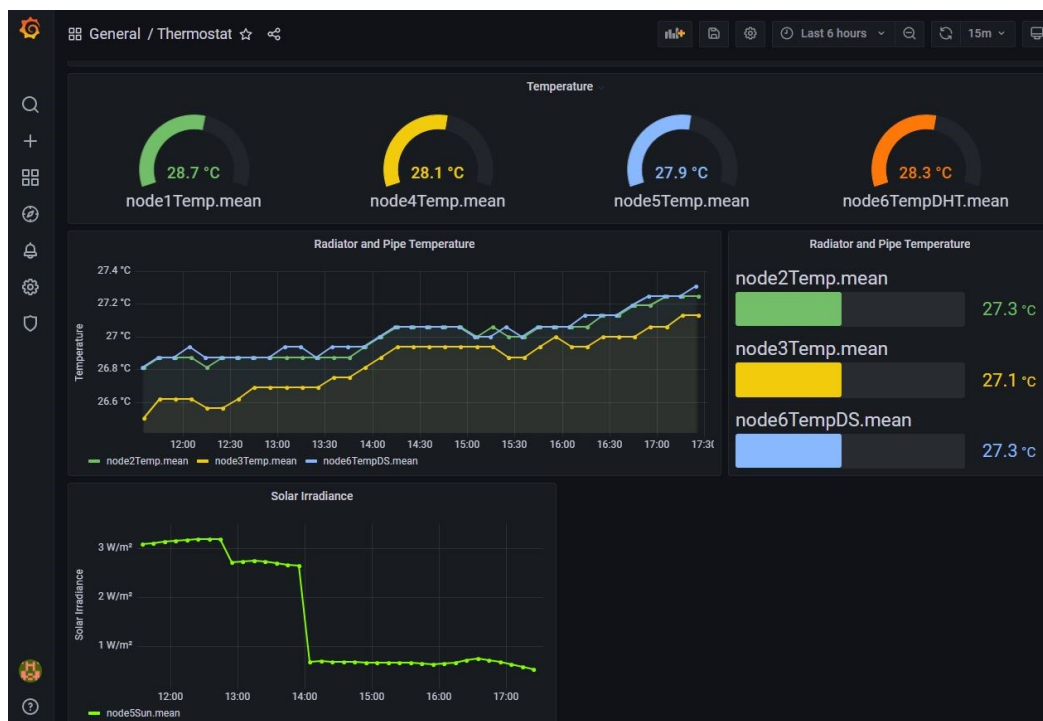 General / Thermostat
Last 6 hours
15m
Temperature
28.7 °C
28.1 °C
27.9 °C
28.3 °C
node1Temp.mean
node4Temp.mean
node5Temp.mean
node6TempDHT.mean
Radiator and Pipe Temperature
Temperature
27.4 °C
27.2 °C
27 °C
26.8 °C
26.6 °C
12:00 12:30 13:00 13:30 14:00 14:30 15:00 15:30 16:00 16:30 17:00 17:30
node2Temp.mean node3Temp.mean node6TempDS.mean
Radiator and Pipe Temperature
node2Temp.mean
27.3 °C
node3Temp.mean
27.1 °C
node6TempDS.mean
27.3 °C
Solar Irradiance
Solar Irradiance
3 W/m²
2 W/m²
1 W/m²
12:00 13:00 14:00 15:00 16:00 17:00
node5Sun.mean